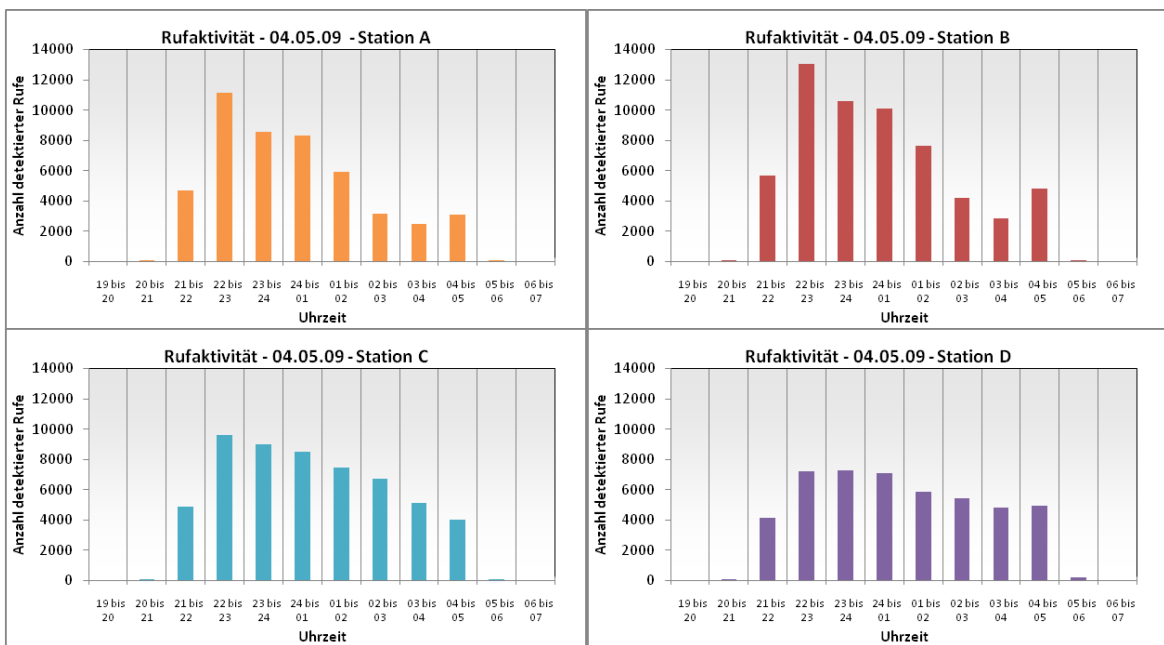 Rufaktivität - 04.05.09 - Station A
Anzahl detektierter Rufe
14000
12000
10000
8000
6000
4000
2000
0
19 bis 20 bis 21 bis 22 bis 23 bis 24 bis 01 bis 02 bis 03 bis 04 bis 05 bis 06 bis
20 21 22 23 24 01 02 03 04 05 06 07
Uhrzeit
Rufaktivität - 04.05.09 - Station B
Anzahl detektierter Rufe
14000
12000
10000
8000
6000
4000
2000
0
19 bis 20 bis 21 bis 22 bis 23 bis 24 bis 01 bis 02 bis 03 bis 04 bis 05 bis 06 bis
20 21 22 23 24 01 02 03 04 05 06 07
Uhrzeit
Rufaktivität - 04.05.09 - Station C
Anzahl detektierter Rufe
14000
12000
10000
8000
6000
4000
2000
0
19 bis 20 bis 21 bis 22 bis 23 bis 24 bis 01 bis 02 bis 03 bis 04 bis 05 bis 06 bis
20 21 22 23 24 01 02 03 04 05 06 07
Uhrzeit
Rufaktivität - 04.05.09 - Station D
Anzahl detektierter Rufe
14000
12000
10000
8000
6000
4000
2000
0
19 bis 20 bis 21 bis 22 bis 23 bis 24 bis 01 bis 02 bis 03 bis 04 bis 05 bis 06 bis
20 21 22 23 24 01 02 03 04 05 06 07
Uhrzeit